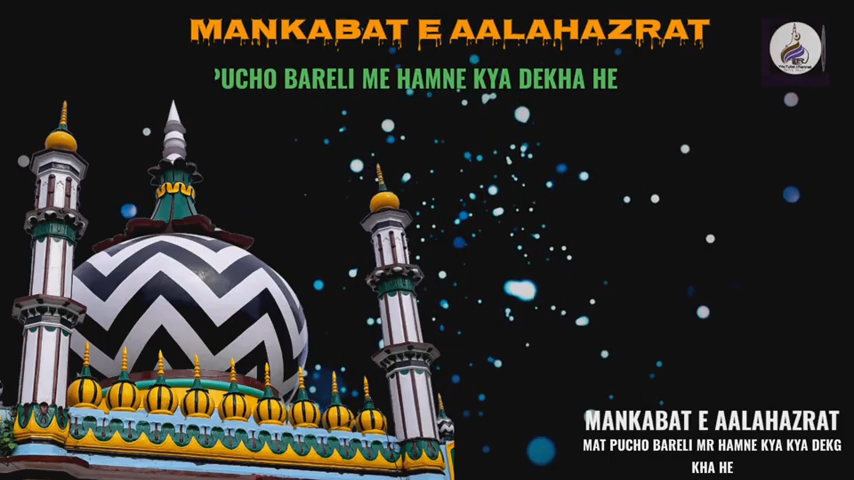 MANKABAT E AALAHAZRAT
PUCHO BARELI ME HAMNE KYA DEKHA HE
MANKABAT E AALAHAZRAT
MAT PUCHO BARELI MR HAMNE KYA KYA DEKG
KHA HE